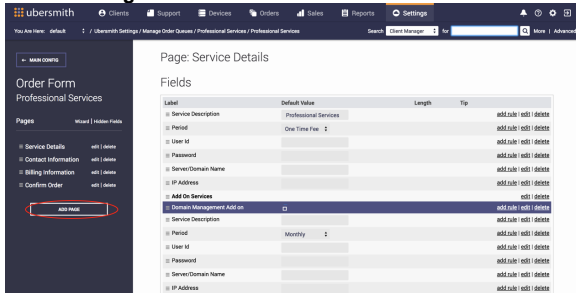 ubersmith Clients Support Devices Orders Sales Reports Settings
You Are Here: default / Ubersmith Settings / Manage Order Queues / Professional Services / Professional Services Search Client Manager for More | Advanced
← MAIN CONFIG
Page: Service Details
Order Form
Professional Services
Fields
Pages Wizard | Hidden Fields
Label Default Value Length Tip
Service Details edit | delete
Contact Information edit | delete
Billing Information edit | delete
Confirm Order edit | delete
ADD PAGE
Service Description Professional Services add rule | edit | delete
Period One Time Fee add rule | edit | delete
User Id add rule | edit | delete
Password add rule | edit | delete
Server/Domain Name add rule | edit | delete
IP Address add rule | edit | delete
Add On Services edit | delete
Domain Management Add on add rule | edit | delete
Service Description add rule | edit | delete
Period Monthly add rule | edit | delete
User Id add rule | edit | delete
Password add rule | edit | delete
Server/Domain Name add rule | edit | delete
IP Address add rule | edit | delete